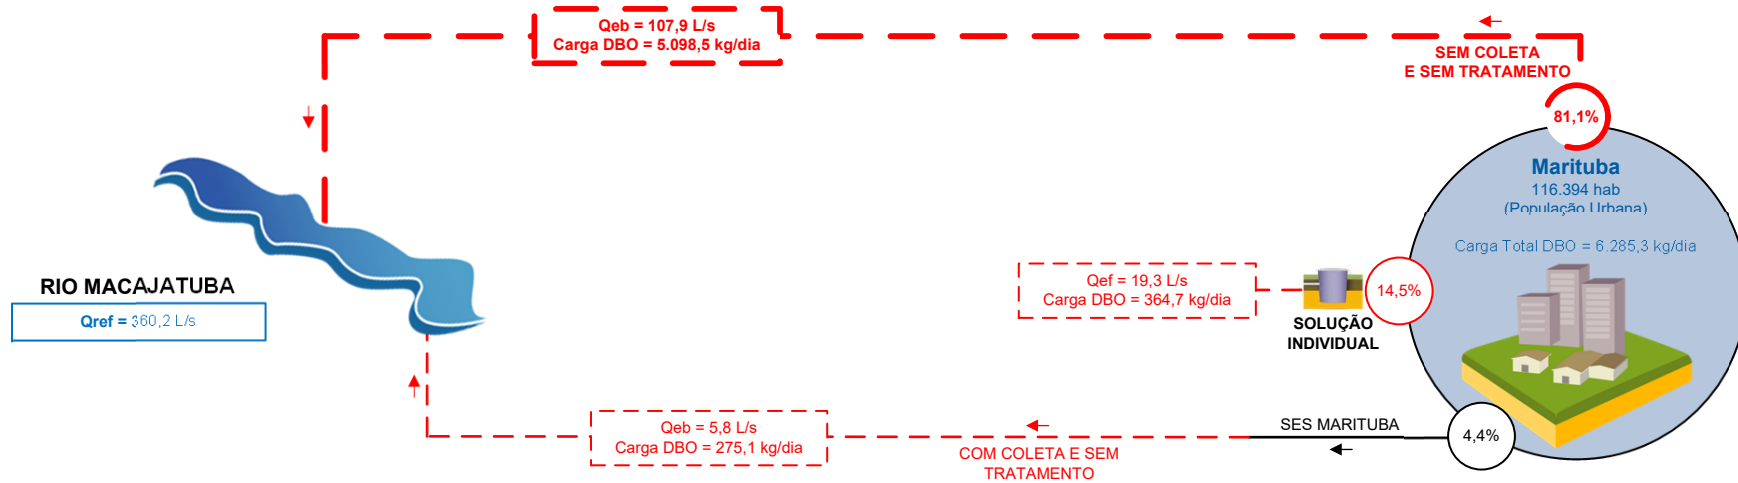 Qeb = 107,9 L/s
Carga DBO = 5.098,5 kg/dia
SEM COLETA
E SEM TRATAMENTO
81,1%
Marituba
116.394 hab
(População Urbana)
Carga Total DBO = 6.285,3 kg/dia
RIO MACAJATUBA
Qref = 360,2 L/s
Qef = 19,3 L/s
Carga DBO = 364,7 kg/dia
14,5%
SOLUÇÃO
INDIVIDUAL
Qeb = 5,8 L/s
Carga DBO = 275,1 kg/dia
COM COLETA E SEM
TRATAMENTO
SES MARITUBA
4,4%